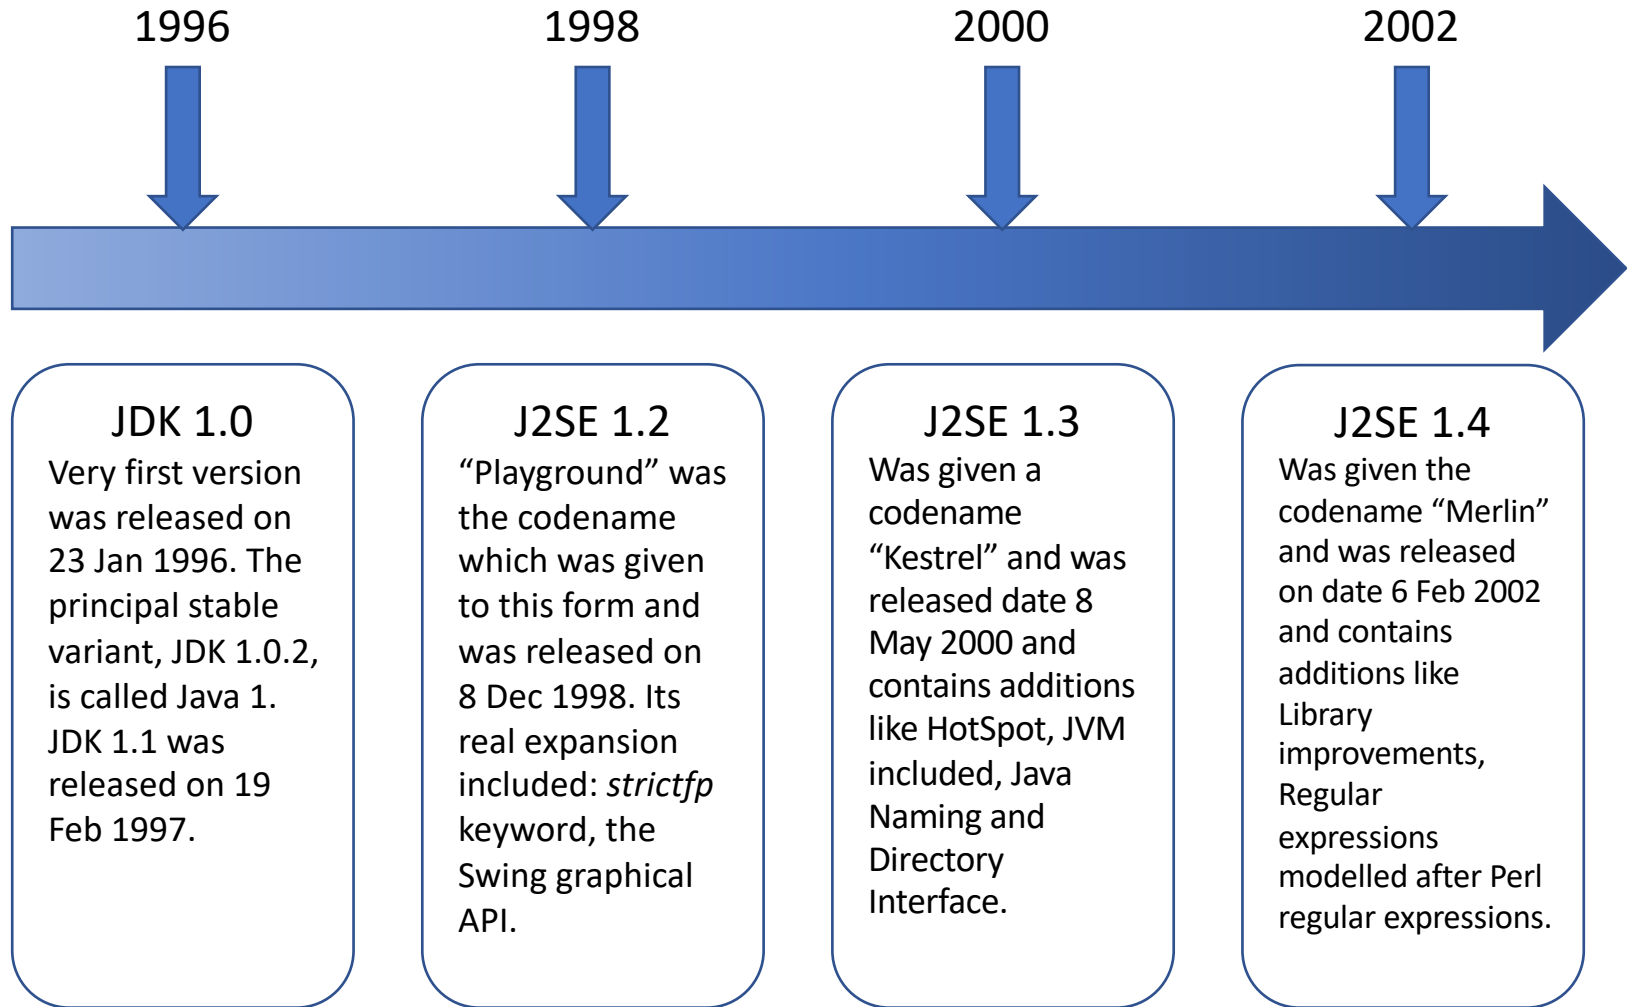 1996
1998
2000
2002
JDK 1.0
Very first version
was released on
23 Jan 1996. The
principal stable
variant, JDK 1.0.2,
is called Java 1.
JDK 1.1 was
released on 19
Feb 1997.
J2SE 1.2
“Playground” was
the codename
which was given
to this form and
was released on
8 Dec 1998. Its
real expansion
included: strictfp
keyword, the
Swing graphical
API.
J2SE 1.3
Was given a
codename
“Kestrel” and was
released date 8
May 2000 and
contains additions
like HotSpot, JVM
included, Java
Naming and
Directory
Interface.
J2SE 1.4
Was given the
codename “Merlin”
and was released
on date 6 Feb 2002
and contains
additions like
Library
improvements,
Regular
expressions
modelled after Perl
regular expressions.